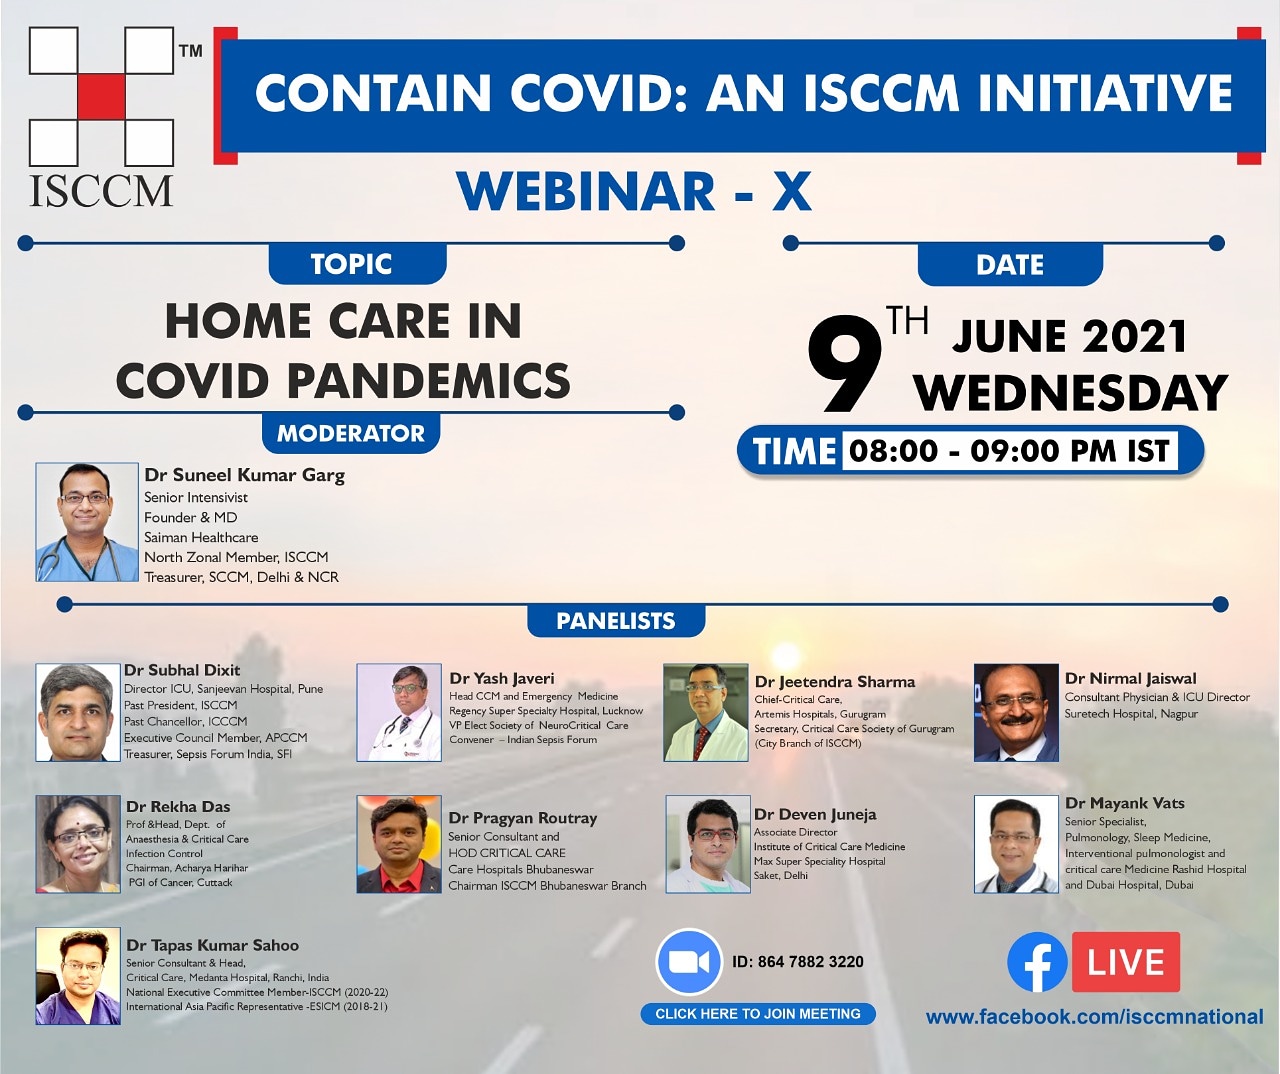 TM
ISCCM
CONTAIN COVID: AN ISCCM INITIATIVE
WEBINAR - X
TOPIC
HOME CARE IN
COVID PANDEMICS
DATE
9TH JUNE 2021
WEDNESDAY
TIME 08:00 - 09:00 PM IST
MODERATOR
Dr Suneel Kumar Garg
Senior Intensivist
Founder & MD
Saiman Healthcare
North Zonal Member, ISCCM
Treasurer, SCCM, Delhi & NCR
PANELISTS
Dr Subhal Dixit
Director ICU, Sanjeevan Hospital, Pune
Past President, ISCCM
Past Chancellor, ICCCM
Executive Council Member, APCCM
Treasurer, Sepsis Forum India, SFI
Dr Yash Javeri
Head CCM and Emergency Medicine
Regency Super Specialty Hospital, Lucknow
VP Elect Society of NeuroCritical Care
Convener – Indian Sepsis Forum
Dr Jeetendra Sharma
Chief-Critical Care,
Artemis Hospitals, Gurugram
Secretary, Critical Care Society of Gurugram
(City Branch of ISCCM)
Dr Nirmal Jaiswal
Consultant Physician & ICU Director
Suretech Hospital, Nagpur
Dr Rekha Das
Prof &Head, Dept. of
Anaesthesia & Critical Care
Infection Control
Chairman, Acharya Harihar
PGI of Cancer, Cuttack
Dr Pragyan Routray
Senior Consultant and
HOD CRITICAL CARE
Care Hospitals Bhubaneswar
Chairman ISCCM Bhubaneswar Branch
Dr Deven Juneja
Associate Director
Institute of Critical Care Medicine
Max Super Speciality Hospital
Saket, Delhi
Dr Mayank Vats
Senior Specialist,
Pulmonology, Sleep Medicine,
Interventional pulmonologist and
critical care Medicine Rashid Hospital
and Dubai Hospital, Dubai
Dr Tapas Kumar Sahoo
Senior Consultant & Head,
Critical Care, Medanta Hospital, Ranchi, India
National Executive Committee Member-ISCCM (2020-22)
International Asia Pacific Representative -ESICM (2018-21)
ID: 864 7882 3220
CLICK HERE TO JOIN MEETING
LIVE
www.facebook.com/isccmnational